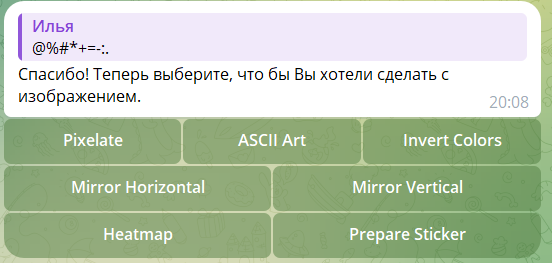 Илья
@%#*+=-:.
Спасибо! Теперь выберите, что бы Вы хотели сделать с
изображением.
20:08
Pixelate
ASCII Art
Invert Colors
Mirror Horizontal
Mirror Vertical
Heatmap
Prepare Sticker